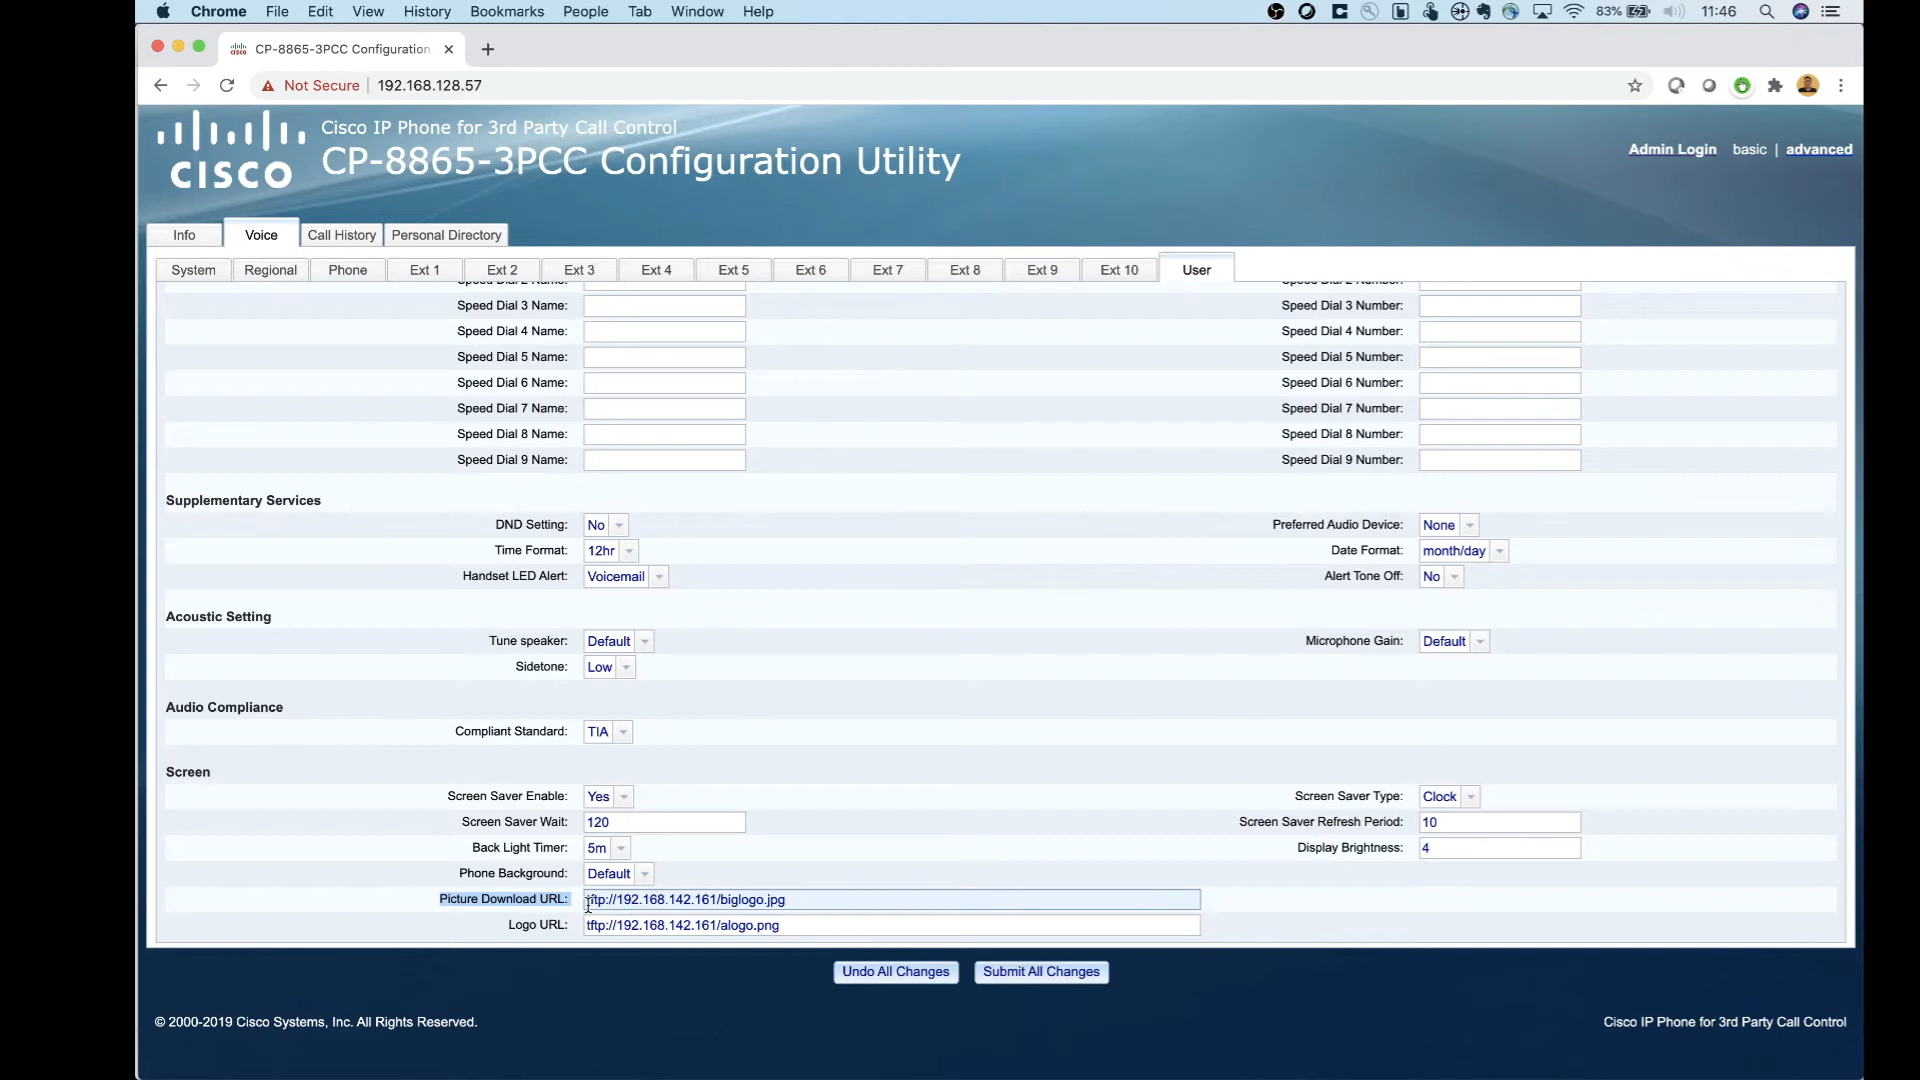 Chrome File Edit View History Bookmarks People Tab Window Help 83% 11:46
CP-8865-3PCC Configuration
Not Secure | 192.168.128.57
Cisco IP Phone for 3rd Party Call Control
CISCO CP-8865-3PCC Configuration Utility
Admin Login basic | advanced
Info Voice Call History Personal Directory
System Regional Phone Ext 1 Ext 2 Ext 3 Ext 4 Ext 5 Ext 6 Ext 7 Ext 8 Ext 9 Ext 10 User
Speed Dial 2 Name: Speed Dial 2 Number:
Speed Dial 3 Name: Speed Dial 3 Number:
Speed Dial 4 Name: Speed Dial 4 Number:
Speed Dial 5 Name: Speed Dial 5 Number:
Speed Dial 6 Name: Speed Dial 6 Number:
Speed Dial 7 Name: Speed Dial 7 Number:
Speed Dial 8 Name: Speed Dial 8 Number:
Speed Dial 9 Name: Speed Dial 9 Number:
Supplementary Services
DND Setting: No Preferred Audio Device: None
Time Format: 12hr Date Format: month/day
Handset LED Alert: Voicemail Alert Tone Off: No
Acoustic Setting
Tune speaker: Default Microphone Gain: Default
Sidetone: Low
Audio Compliance
Compliant Standard: TIA
Screen
Screen Saver Enable: Yes Screen Saver Type: Clock
Screen Saver Wait: 120 Screen Saver Refresh Period: 10
Back Light Timer: 5m Display Brightness: 4
Phone Background: Default
Picture Download URL: tftp://192.168.142.161/biglogo.jpg
Logo URL: tftp://192.168.142.161/alogo.png
Undo All Changes Submit All Changes
© 2000-2019 Cisco Systems, Inc. All Rights Reserved. Cisco IP Phone for 3rd Party Call Control